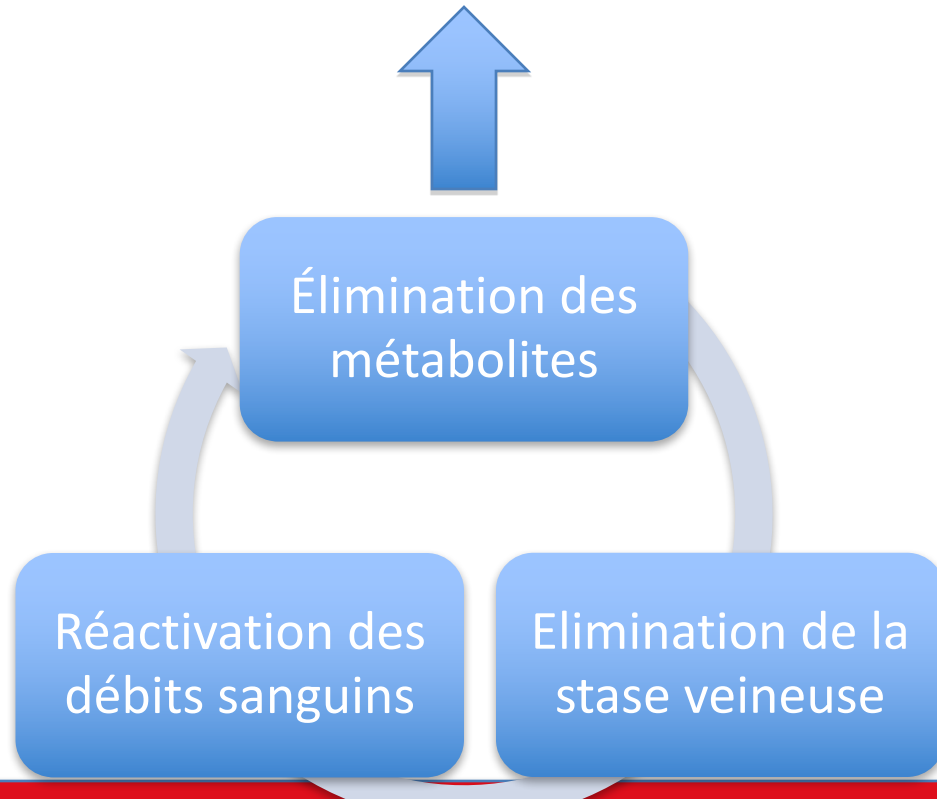 Élimination des
métabolites
Réactivation des
débits sanguins
Elimination de la
stase veineuse